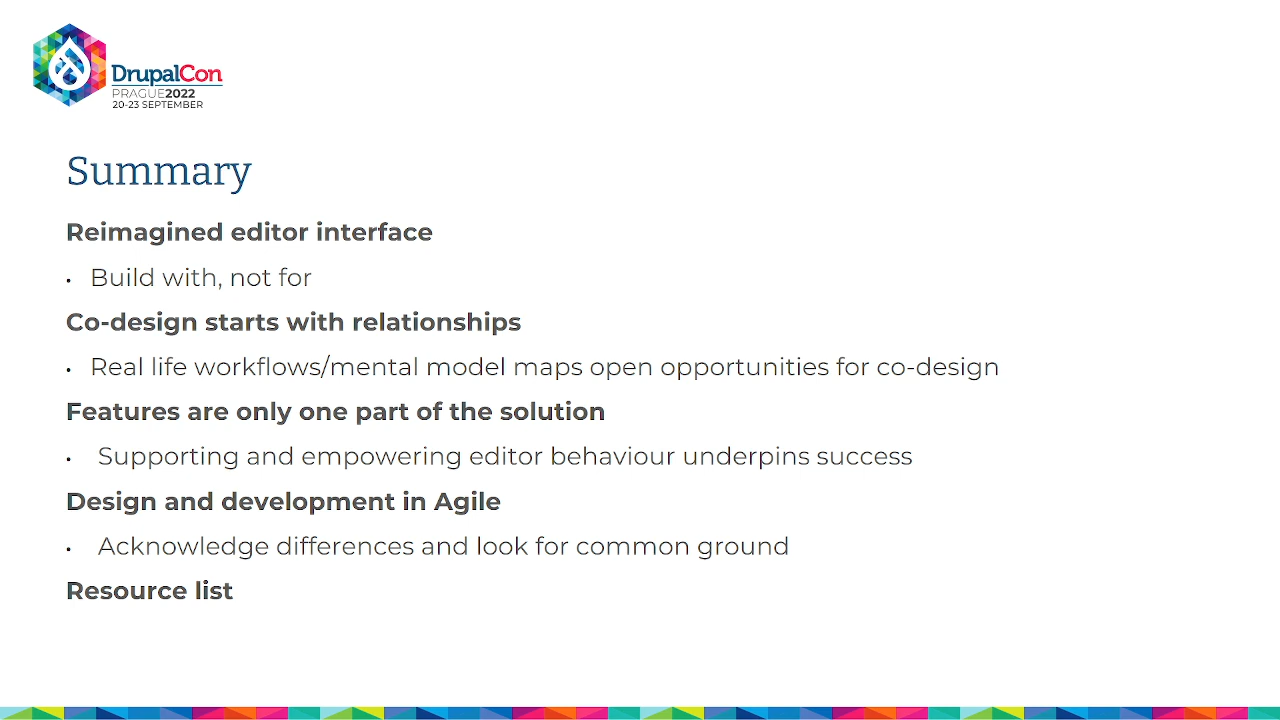 DrupalCon
PRAGUE2022
20-23 SEPTEMBER
Summary
Reimagined editor interface
• Build with, not for
Co-design starts with relationships
• Real life workflows/mental model maps open opportunities for co-design
Features are only one part of the solution
• Supporting and empowering editor behaviour underpins success
Design and development in Agile
• Acknowledge differences and look for common ground
Resource list